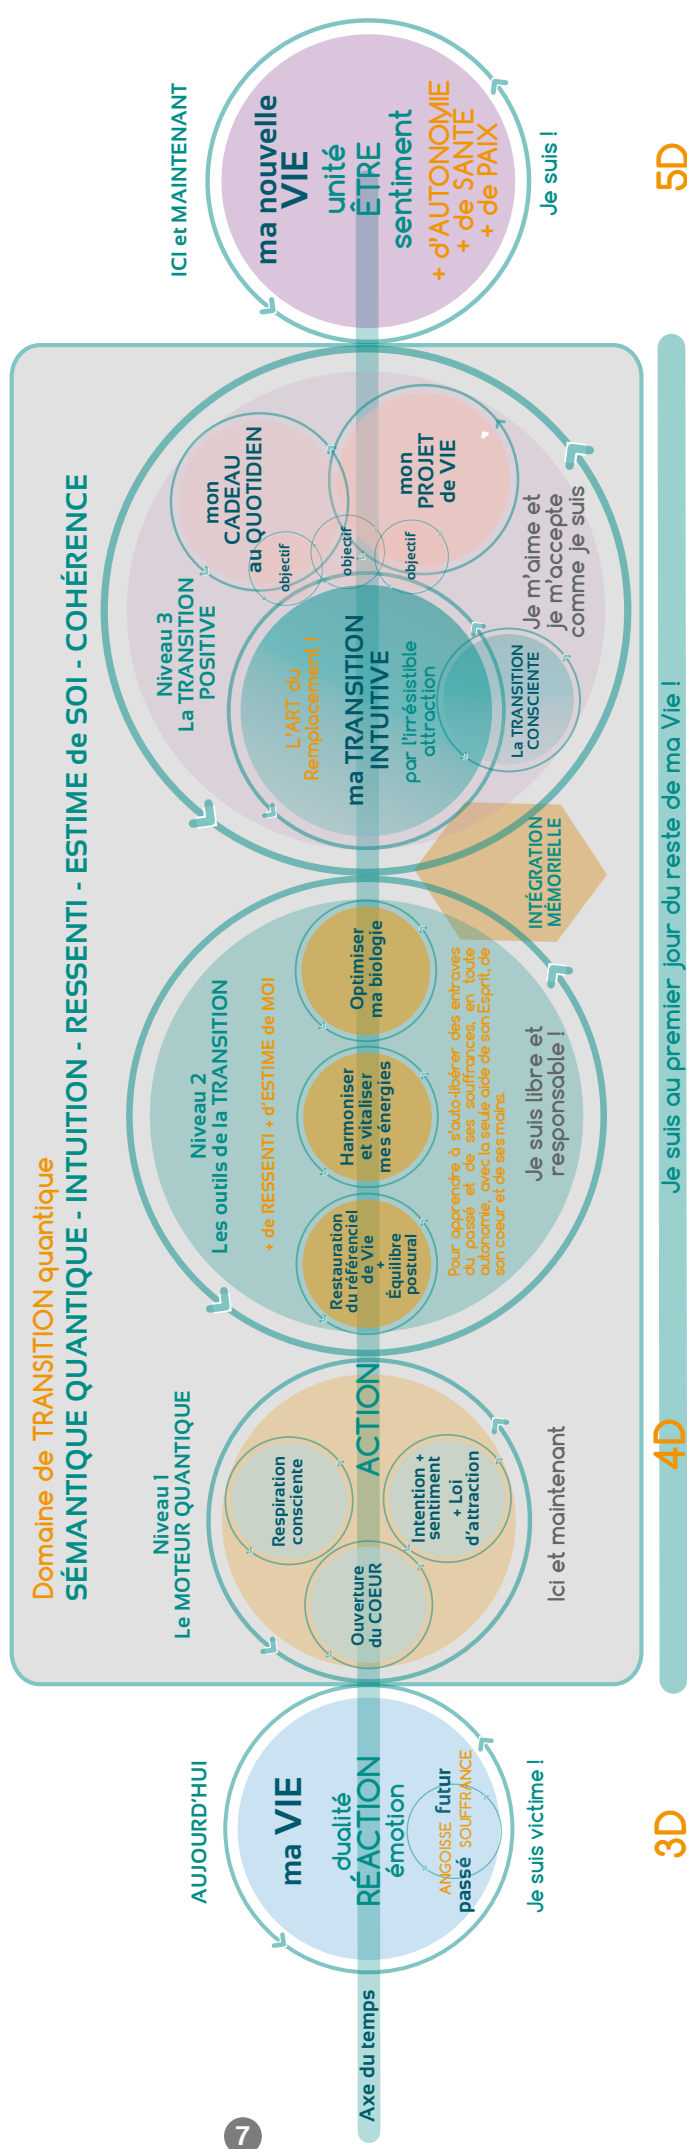 Domaine de TRANSITION quantique
SÉMANTIQUE QUANTIQUE - INTUITION - RESSENTI - ESTIME de SOI - COHÉRENCE
Axe du temps
AUJOURD'HUI
ma VIE
dualité
RÉACTION
émotion
ANGOISSE futur
passé SOUFFRANCE
Je suis victime !
3D
Niveau 1
Le MOTEUR QUANTIQUE
Respiration
consciente
Ouverture
du COEUR
ACTION
Intention +
sentiment
+ Loi
d'attraction
Ici et maintenant
Niveau 2
Les outils de la TRANSITION
+ de RESSENTI + d'ESTIME de MOI
Restauration
du référenciel
de Vie
+
Équilibre
postural
Harmoniser
et vitaliser
mes énergies
Optimiser
ma biologie
Pour apprendre à s'auto-libérer des entraves
du passé et de ses souffrances, en toute
autonomie, avec la seule aide de son Esprit, de
son coeur et de ses mains.
Je suis libre et
responsable !
INTÉGRATION
MÉMORIELLE
Niveau 3
La TRANSITION
POSITIVE
L'ART du
Remplacement !
ma TRANSITION
INTUITIVE
par l'irrésistible
attraction
La TRANSITION
CONSCIENTE
mon
CADEAU
au QUOTIDIEN
objectif
objectif
objectif
mon
PROJET
de VIE
Je m'aime et
je m'accepte
comme je suis
4D
Je suis au premier jour du reste de ma Vie !
ICI et MAINTENANT
ma nouvelle
VIE
unité
ÊTRE
sentiment
+ d'AUTONOMIE
+ de SANTÉ
+ de PAIX
Je suis !
5D
7